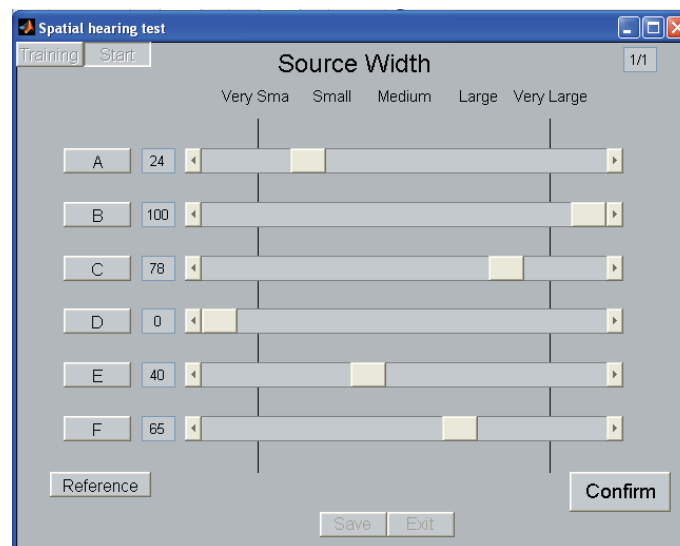 Spatial hearing test
Training Start
Source Width
1/1
Very Sma Small Medium Large Very Large
A 24
B 100
C 78
D 0
E 40
F 65
Reference
Confirm
Save Exit